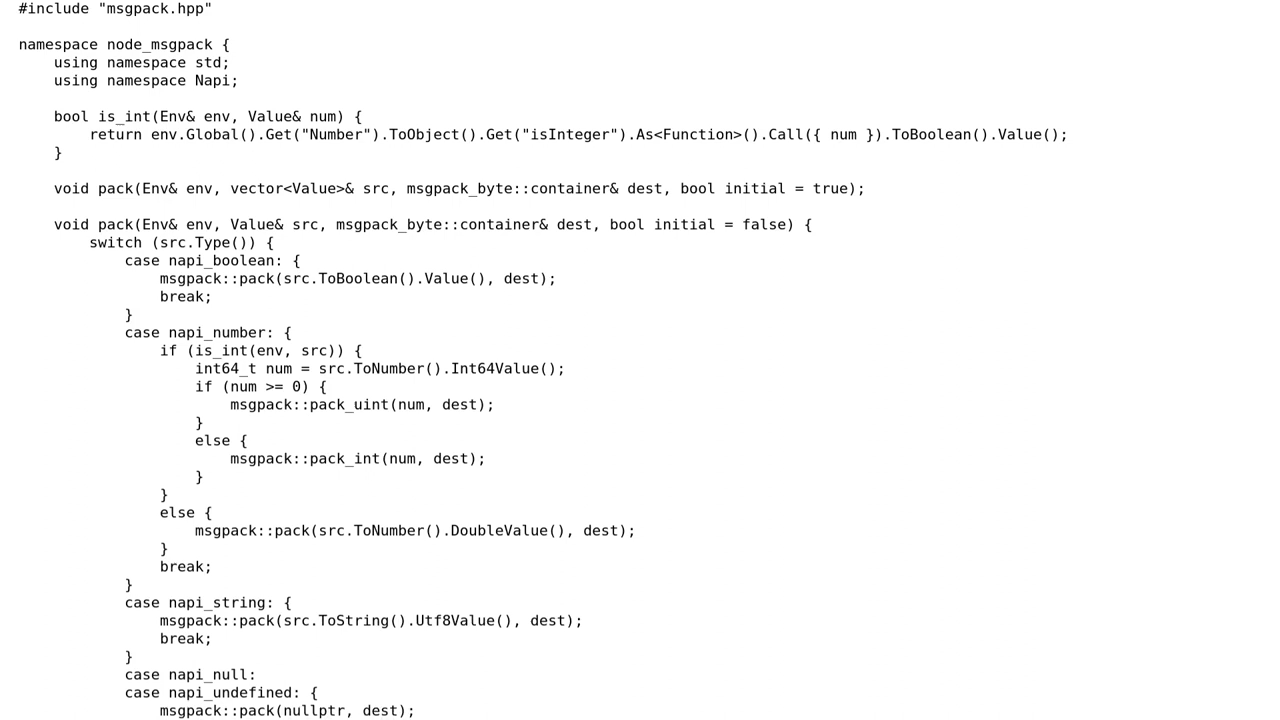 #include "msgpack.hpp"

namespace node_msgpack {
    using namespace std;
    using namespace Napi;

    bool is_int(Env& env, Value& num) {
        return env.Global().Get("Number").ToObject().Get("isInteger").As<Function>().Call({ num }).ToBoolean().Value();
    }

    void pack(Env& env, vector<Value>& src, msgpack_byte::container& dest, bool initial = true);

    void pack(Env& env, Value& src, msgpack_byte::container& dest, bool initial = false) {
        switch (src.Type()) {
            case napi_boolean: {
                msgpack::pack(src.ToBoolean().Value(), dest);
                break;
            }
            case napi_number: {
                if (is_int(env, src)) {
                    int64_t num = src.ToNumber().Int64Value();
                    if (num >= 0) {
                        msgpack::pack_uint(num, dest);
                    }
                    else {
                        msgpack::pack_int(num, dest);
                    }
                }
                else {
                    msgpack::pack(src.ToNumber().DoubleValue(), dest);
                }
                break;
            }
            case napi_string: {
                msgpack::pack(src.ToString().Utf8Value(), dest);
                break;
            }
            case napi_null:
            case napi_undefined: {
                msgpack::pack(nullptr, dest);